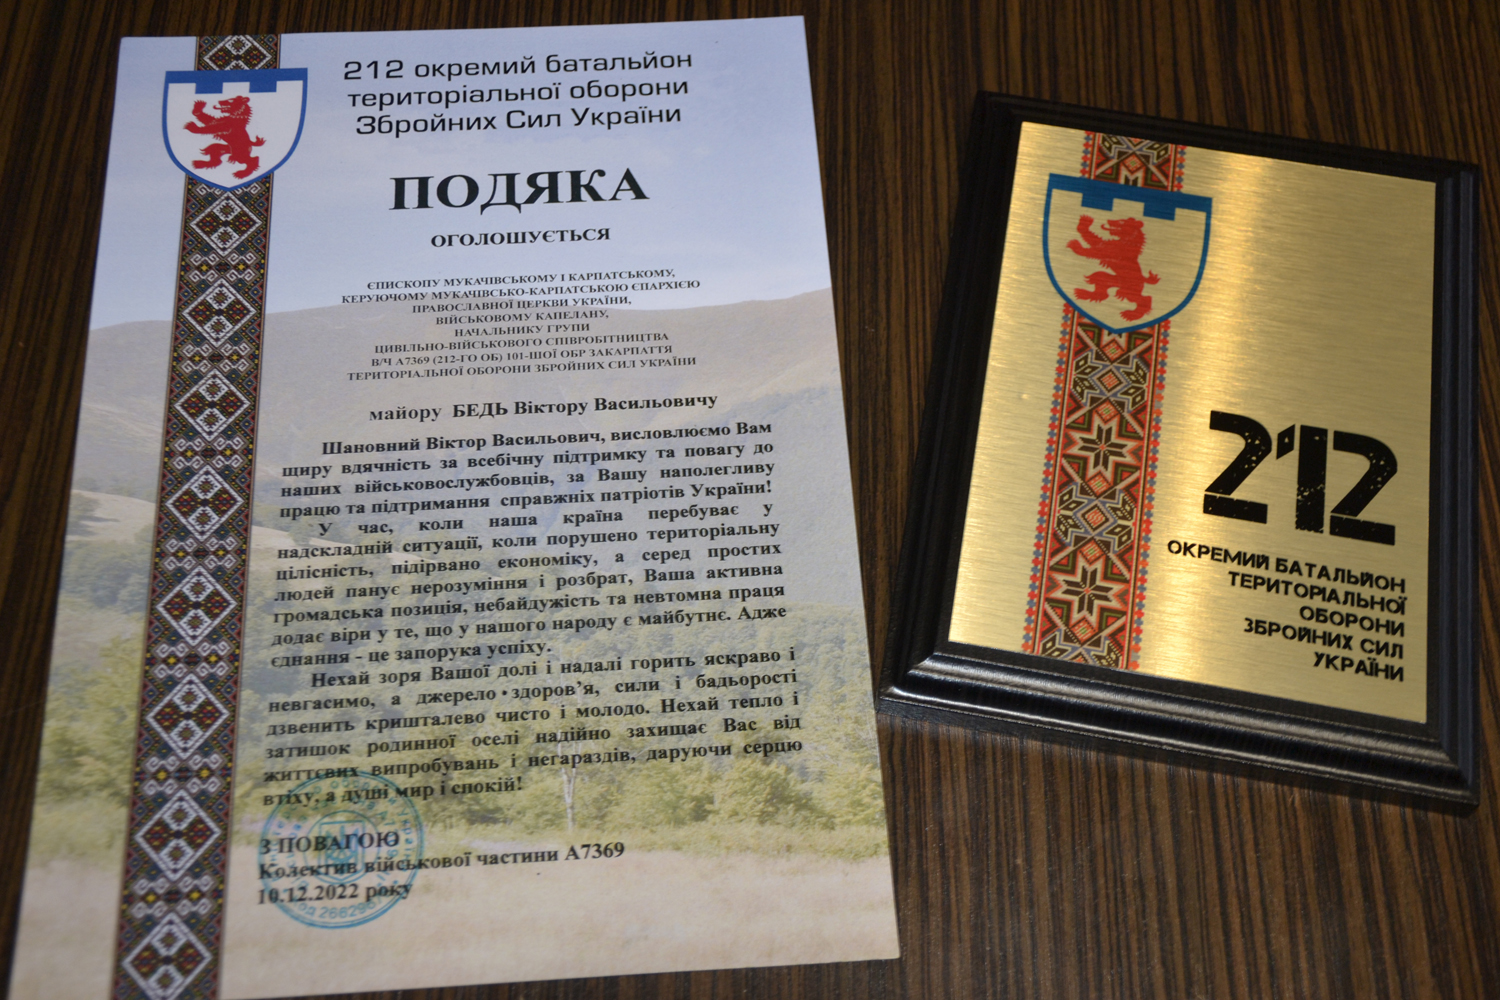 212 окремий батальйон
територіальної оборони
Збройних Сил України
ПОДЯКА
ОГОЛОШУЄТЬСЯ
ЄПИСКОПУ МУКАЧІВСЬКОМУ І КАРПАТСЬКОМУ,
КЕРУЮЧОМУ МУКАЧІВСЬКО-КАРПАТСЬКОЮ ЄПАРХІЄЮ
ПРАВОСЛАВНОЇ ЦЕРКВИ УКРАЇНИ,
ВІЙСЬКОВОМУ КАПЕЛАНУ,
НАЧАЛЬНИКУ ГРУПИ
ЦИВІЛЬНО-ВІЙСЬКОВОГО СПІВРОБІТНИЦТВА
В/Ч А7369 (212-ГО ОБ) 101-ШОЇ ОБР ЗАКАРПАТТЯ
ТЕРИТОРІАЛЬНОЇ ОБОРОНИ ЗБРОЙНИХ СИЛ УКРАЇНИ
майору БЕДЬ Віктору Васильовичу
Шановний Віктор Васильович, висловлюємо Вам
щиру вдячність за всебічну підтримку та повагу до
наших військовослужбовців, за Вашу наполегливу
працю та підтримання справжніх патріотів України!
У час, коли наша країна перебуває у
надскладній ситуації, коли порушено територіальну
цілісність, підірвано економіку, а серед простих
людей панує нерозуміння і розбрат, Ваша активна
громадська позиція, небайдужість та невтомна праця
додає віри у те, що у нашого народу є майбутнє. Адже
єднання - це запорука успіху.
Нехай зоря Вашої долі і надалі горить яскраво і
невгасимо, а джерело здоров’я, сили і бадьорості
дзвенить кришталево чисто і молодо. Нехай тепло і
затишок родинної оселі надійно захищає Вас від
життєвих випробувань і негараздів, даруючи серцю
втіху, а душі мир і спокій!
З ПОВАГОЮ
Колектив військової частини А7369
10.12.2022 року
212
ОКРЕМИЙ БАТАЛЬЙОН
ТЕРИТОРІАЛЬНОЇ
ОБОРОНИ
ЗБРОЙНИХ СИЛ
УКРАЇНИ